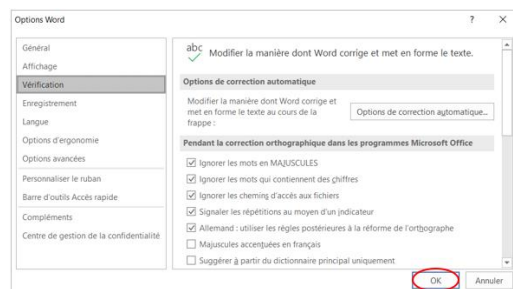 Options Word
?
×
Général
Affichage
Vérification
Enregistrement
Langue
Options d'ergonomie
Options avancées
Personnaliser le ruban
Barre d'outils Accès rapide
Compléments
Centre de gestion de la confidentialité
abc
Modifier la manière dont Word corrige et met en forme le texte.
Options de correction automatique
Modifier la manière dont Word corrige et
met en forme le texte au cours de la
frappe :
Options de correction automatique...
Pendant la correction orthographique dans les programmes Microsoft Office
Ignorer les mots en MAJUSCULES
Ignorer les mots qui contiennent des chiffres
Ignorer les chemins d'accès aux fichiers
Signaler les répétitions au moyen d'un indicateur
Allemand : utiliser les règles postérieures à la réforme de l'orthographe
Majuscules accentuées en français
Suggérer à partir du dictionnaire principal uniquement
OK
Annuler